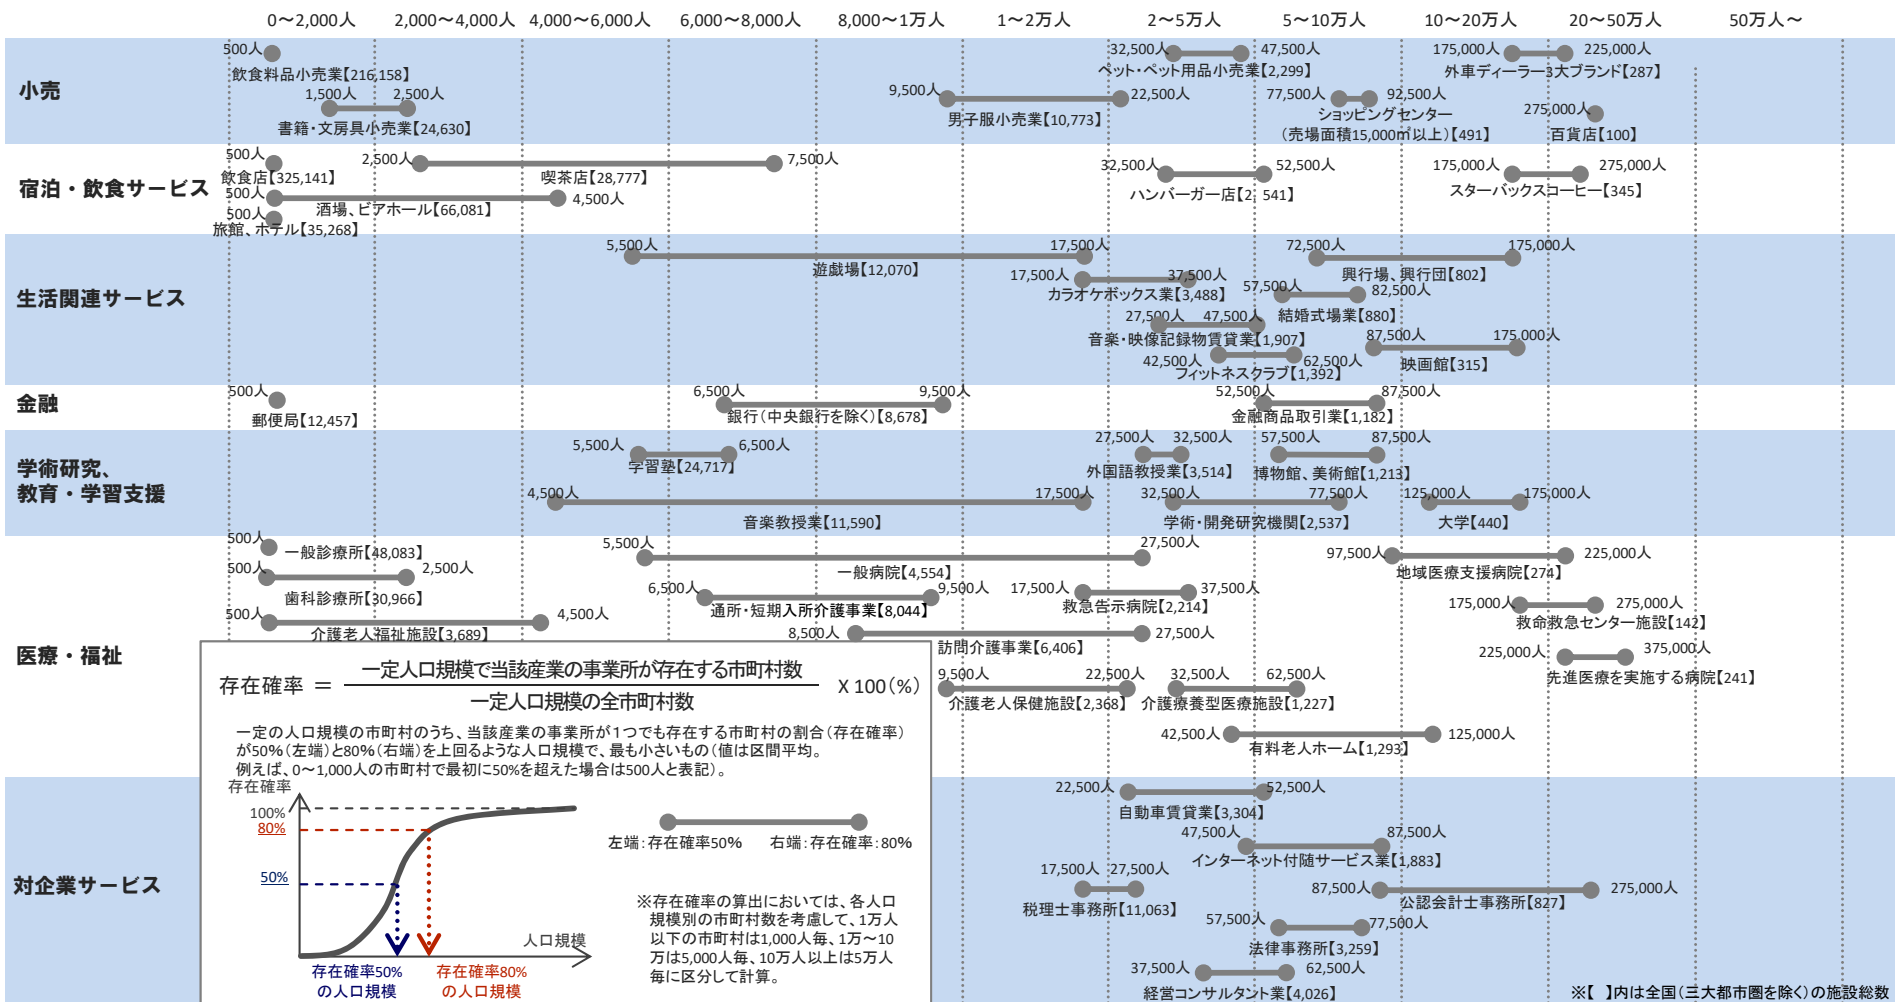 0～2,000人 2,000～4,000人 4,000～6,000人 6,000～8,000人 8,000～1万人 1～2万人 2～5万人 5～10万人 10～20万人 20～50万人 50万人～
小売
500人
飲食料品小売業【216,158】
1,500人 2,500人
書籍・文房具小売業【24,630】
9,500人 22,500人
男子服小売業【10,773】
32,500人 47,500人
ペット・ペット用品小売業【2,299】
77,500人 92,500人
ショッピングセンター
（売場面積15,000㎡以上）【491】
175,000人 225,000人
外車ディーラー3大ブランド【287】
275,000人
百貨店【100】
宿泊・飲食サービス
500人
飲食店【325,141】
2,500人 7,500人
喫茶店【28,777】
500人 4,500人
酒場、ビアホール【66,081】
500人
旅館、ホテル【35,268】
32,500人 52,500人
ハンバーガー店【2，541】
175,000人 275,000人
スターバックスコーヒー【345】
生活関連サービス
5,500人 17,500人
遊戯場【12,070】
17,500人 37,500人
カラオケボックス業【3,488】
27,500人 47,500人
音楽・映像記録物賃貸業【1,907】
42,500人 62,500人
フィットネスクラブ【1,392】
72,500人 175,000人
興行場、興行団【802】
57,500人 82,500人
結婚式場業【880】
87,500人 175,000人
映画館【315】
金融
500人
郵便局【12,457】
6,500人 9,500人
銀行（中央銀行を除く）【8,678】
52,500人 87,500人
金融商品取引業【1,182】
学術研究、
教育・学習支援
5,500人 6,500人
学習塾【24,717】
4,500人 17,500人
音楽教授業【11,590】
27,500人 32,500人
外国語教授業【3,514】
57,500人 87,500人
博物館、美術館【1,213】
32,500人 77,500人
学術・開発研究機関【2,537】
125,000人 175,000人
大学【440】
医療・福祉
500人
一般診療所【48,083】
500人 2,500人
歯科診療所【30,966】
500人 4,500人
介護老人福祉施設【3,689】
5,500人 27,500人
一般病院【4,554】
6,500人 9,500人
通所・短期入所介護事業【8,044】
17,500人 37,500人
救急告示病院【2,214】
8,500人 27,500人
訪問介護事業【6,406】
9,500人 22,500人
介護老人保健施設【2,368】
32,500人 62,500人
介護療養型医療施設【1,227】
42,500人 125,000人
有料老人ホーム【1,293】
97,500人 225,000人
地域医療支援病院【274】
175,000人 275,000人
救命救急センター施設【142】
225,000人 375,000人
先進医療を実施する病院【241】
対企業サービス
22,500人 52,500人
自動車賃貸業【3,304】
47,500人 87,500人
インターネット付随サービス業【1,883】
17,500人 27,500人
税理士事務所【11,063】
87,500人 275,000人
公認会計士事務所【827】
57,500人 77,500人
法律事務所【3,259】
37,500人 62,500人
経営コンサルタント業【4,026】
一定人口規模で当該産業の事業所が存在する市町村数
存在確率 ＝ X 100（%）
一定人口規模の全市町村数
一定の人口規模の市町村のうち、当該産業の事業所が１つでも存在する市町村の割合（存在確率）
が50%（左端）と80%（右端）を上回るような人口規模で、最も小さいもの（値は区間平均。
例えば、0～1,000人の市町村で最初に50%を超えた場合は500人と表記）。
存在確率
100%
80%
50%
人口規模
存在確率50%
の人口規模
存在確率80%
の人口規模
左端：存在確率50% 右端：存在確率：80%
※存在確率の算出においては、各人口
規模別の市町村数を考慮して、1万人
以下の市町村は1,000人毎、1万～10
万は5,000人毎、10万人以上は5万人
毎に区分して計算。
※【 】内は全国（三大都市圏を除く）の施設総数